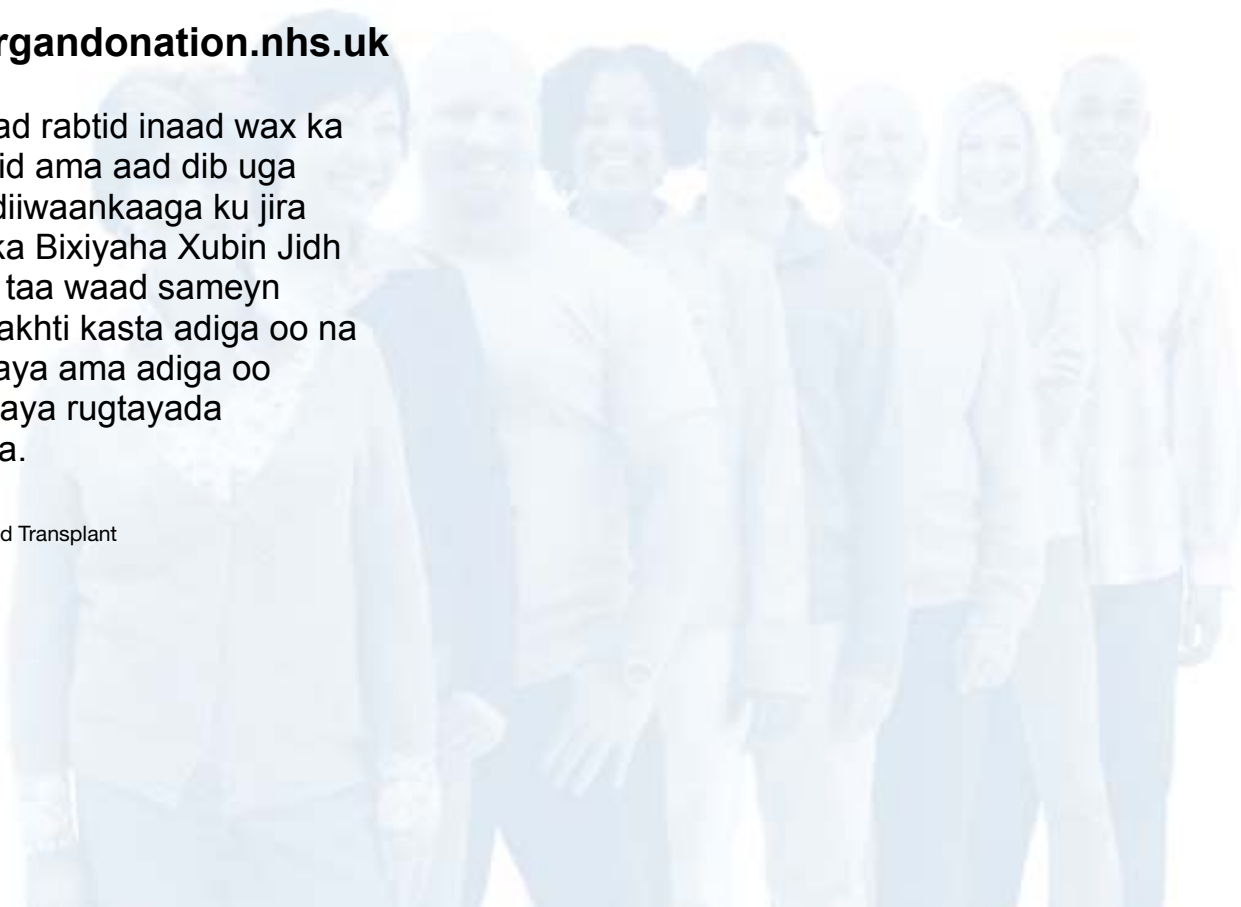 rgandonation.nhs.uk
ad rabtid inaad wax ka
id ama aad dib uga
diiwaankaaga ku jira
ka Bixiyaha Xubin Jidh
taa waad sameyn
akhti kasta adiga oo na
aya ama adiga oo
aya rugtayada
a.
d Transplant